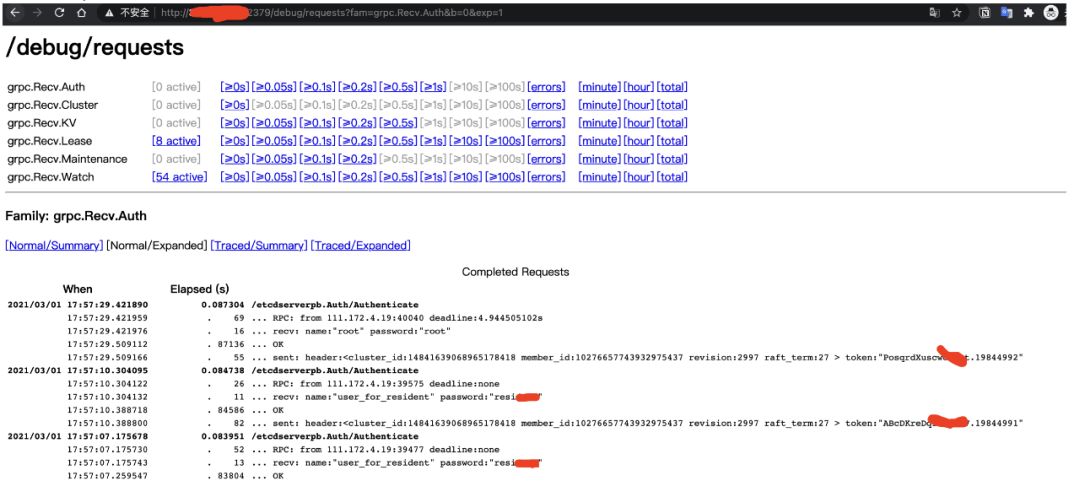 不安全 http://2379/debug/requests?fam=grpc.Recv.Auth&b=0&exp=1
/debug/requests
grpc.Recv.Auth [0 active] [≥0s] [≥0.05s] [≥0.1s] [≥0.2s] [≥0.5s] [≥1s] [≥10s] [≥100s] [errors] [minute] [hour] [total]
grpc.Recv.Cluster [0 active] [≥0s] [≥0.05s] [≥0.1s] [≥0.2s] [≥0.5s] [≥1s] [≥10s] [≥100s] [errors] [minute] [hour] [total]
grpc.Recv.KV [0 active] [≥0s] [≥0.05s] [≥0.1s] [≥0.2s] [≥0.5s] [≥1s] [≥10s] [≥100s] [errors] [minute] [hour] [total]
grpc.Recv.Lease [8 active] [≥0s] [≥0.05s] [≥0.1s] [≥0.2s] [≥0.5s] [≥1s] [≥10s] [≥100s] [errors] [minute] [hour] [total]
grpc.Recv.Maintenance [0 active] [≥0s] [≥0.05s] [≥0.1s] [≥0.2s] [≥0.5s] [≥1s] [≥10s] [≥100s] [errors] [minute] [hour] [total]
grpc.Recv.Watch [54 active] [≥0s] [≥0.05s] [≥0.1s] [≥0.2s] [≥0.5s] [≥1s] [≥10s] [≥100s] [errors] [minute] [hour] [total]
Family: grpc.Recv.Auth
[Normal/Summary] [Normal/Expanded] [Traced/Summary] [Traced/Expanded]
Completed Requests
When Elapsed (s)
2021/03/01 17:57:29.421890 0.087304 /etcdserverpb.Auth/Authenticate
17:57:29.421959 . 69 ... RPC: from 111.172.4.19:40040 deadline:4.944505102s
17:57:29.421976 . 16 ... recv: name:"root" password:"root"
17:57:29.509112 . 87136 ... OK
17:57:29.509166 . 55 ... sent: header:<cluster_id:14841639068965178418 member_id:10276657743932975437 revision:2997 raft_term:27 > token:".19844992"
2021/03/01 17:57:10.304095 0.084738 /etcdserverpb.Auth/Authenticate
17:57:10.304122 . 26 ... RPC: from 111.172.4.19:39575 deadline:none
17:57:10.304132 . 11 ... recv: name:"user_for_resident" password:"resi"
17:57:10.388718 . 84586 ... OK
17:57:10.388800 . 82 ... sent: header:<cluster_id:14841639068965178418 member_id:10276657743932975437 revision:2997 raft_term:27 > token:".19844991"
2021/03/01 17:57:07.175678 0.083951 /etcdserverpb.Auth/Authenticate
17:57:07.175730 . 52 ... RPC: from 111.172.4.19:39477 deadline:none
17:57:07.175743 . 13 ... recv: name:"user_for_resident" password:"resi"
17:57:07.259547 . 83804 ... OK